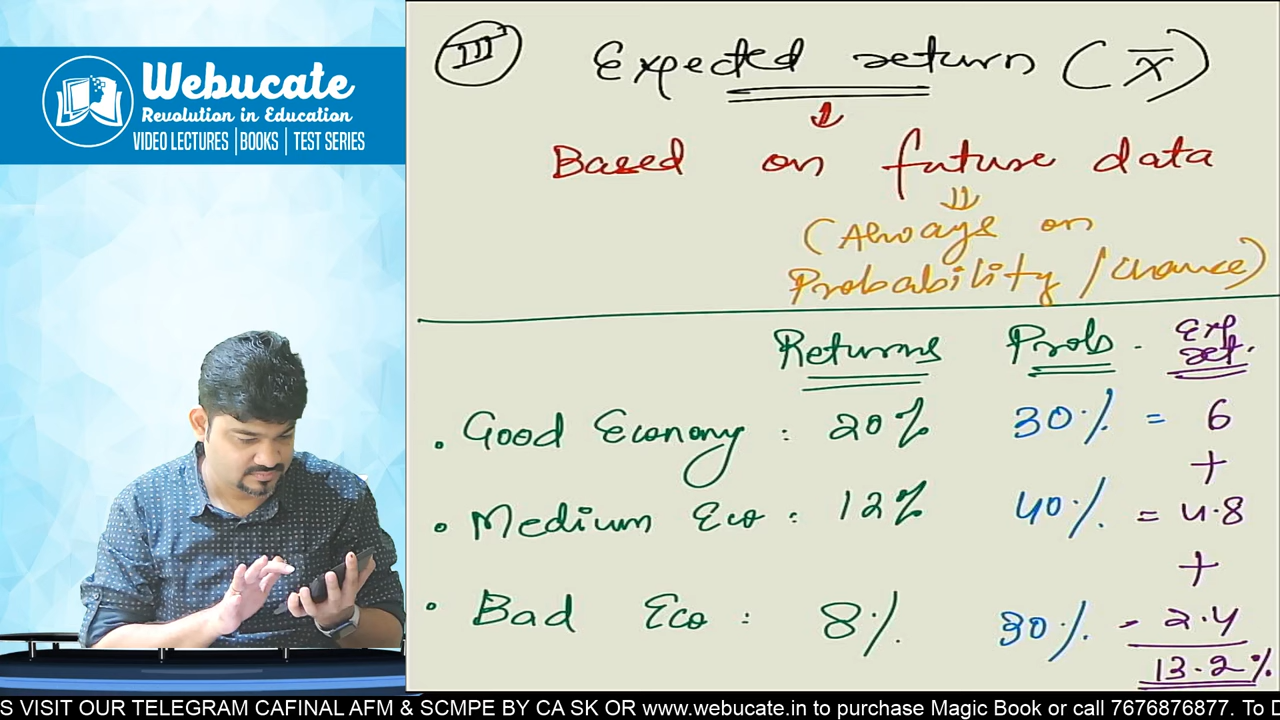 Webucate
Revolution in Education
VIDEO LECTURES | BOOKS | TEST SERIES
III
Expected return (x̄)
Based on future data
(Always on
Probability / chance)
Returns Prob. Exp ret.
• Good Economy : 20% 30% = 6
+
• Medium Eco : 12% 40% = 4.8
+
• Bad Eco : 8% 30% - 2.4
13.2%
S VISIT OUR TELEGRAM CAFINAL AFM & SCMPE BY CA SK OR www.webucate.in to purchase Magic Book or call 7676876877. To D